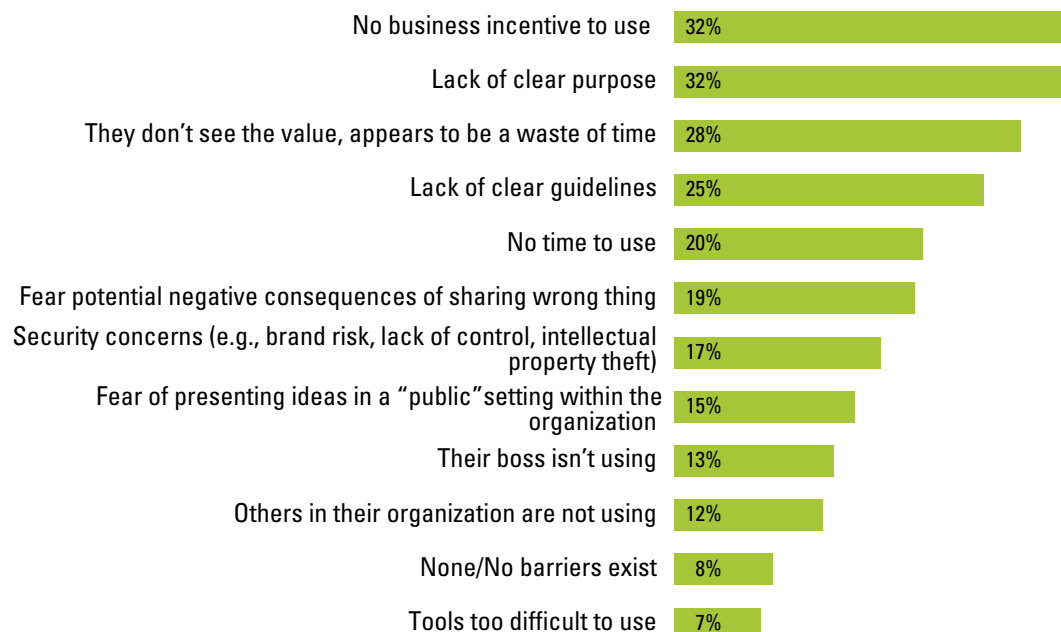 No business incentive to use 32%
Lack of clear purpose 32%
They don't see the value, appears to be a waste of time 28%
Lack of clear guidelines 25%
No time to use 20%
Fear potential negative consequences of sharing wrong thing 19%
Security concerns (e.g., brand risk, lack of control, intellectual
property theft) 17%
Fear of presenting ideas in a “public”setting within the
organization 15%
Their boss isn't using 13%
Others in their organization are not using 12%
None/No barriers exist 8%
Tools too difficult to use 7%